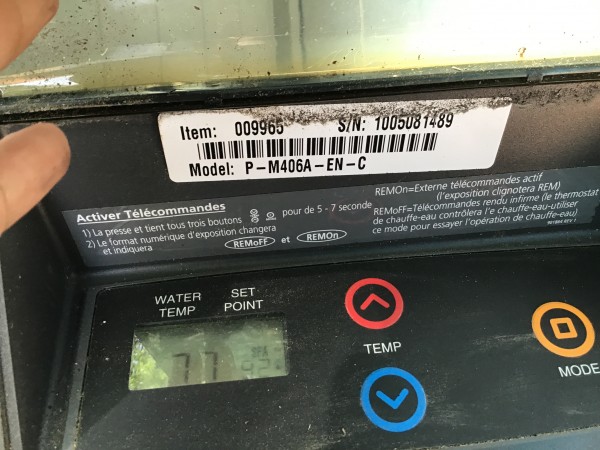 Item: 009965 S/N: 1005081489
Model: P-M406A-EN-C
Activer Télécommandes
1) La presse et tient tous trois boutons pour de 5 - 7 seconde
2) Le format numérique d'exposition changera
et indiquera REMoFF et REMOn
REMOn=Externe télécommandes actif
(l'exposition clignotera REM)
REMoFF=Télécommandes rendu infirme (le thermostat
de chaque contrôlera l'e chauffe-eau-utiliser
ce mode pour essayer l'opération de chauffe-eau)
WATER TEMP
SET POINT
77
TEMP
MODE